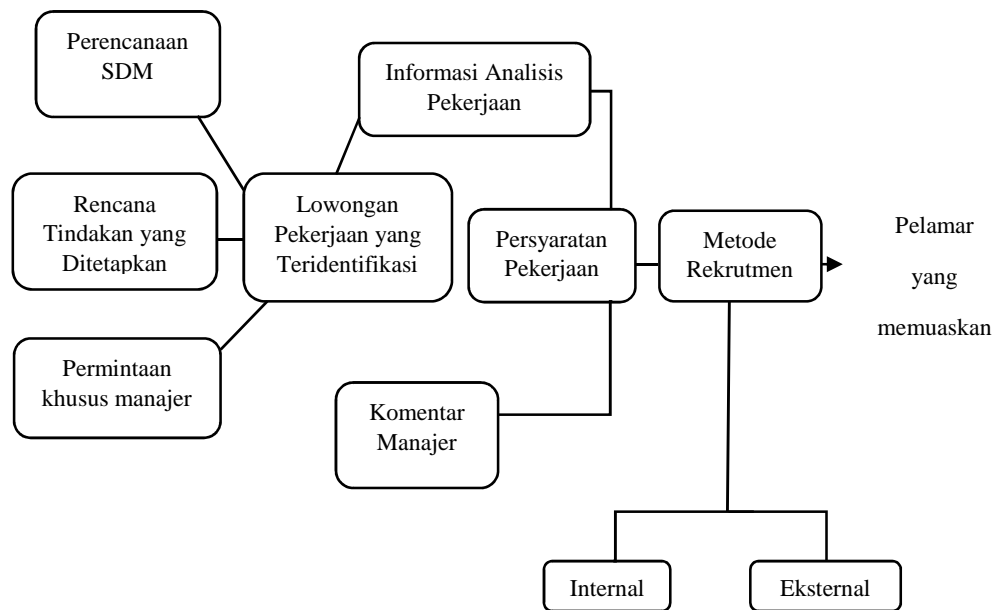 Perencanaan
SDM
Informasi Analisis
Pekerjaan
Rencana
Tindakan yang
Ditetapkan
Lowongan
Pekerjaan yang
Teridentifikasi
Persyaratan
Pekerjaan
Metode
Rekrutmen
Pelamar
yang
memuaskan
Permintaan
khusus manajer
Komentar
Manajer
Internal
Eksternal